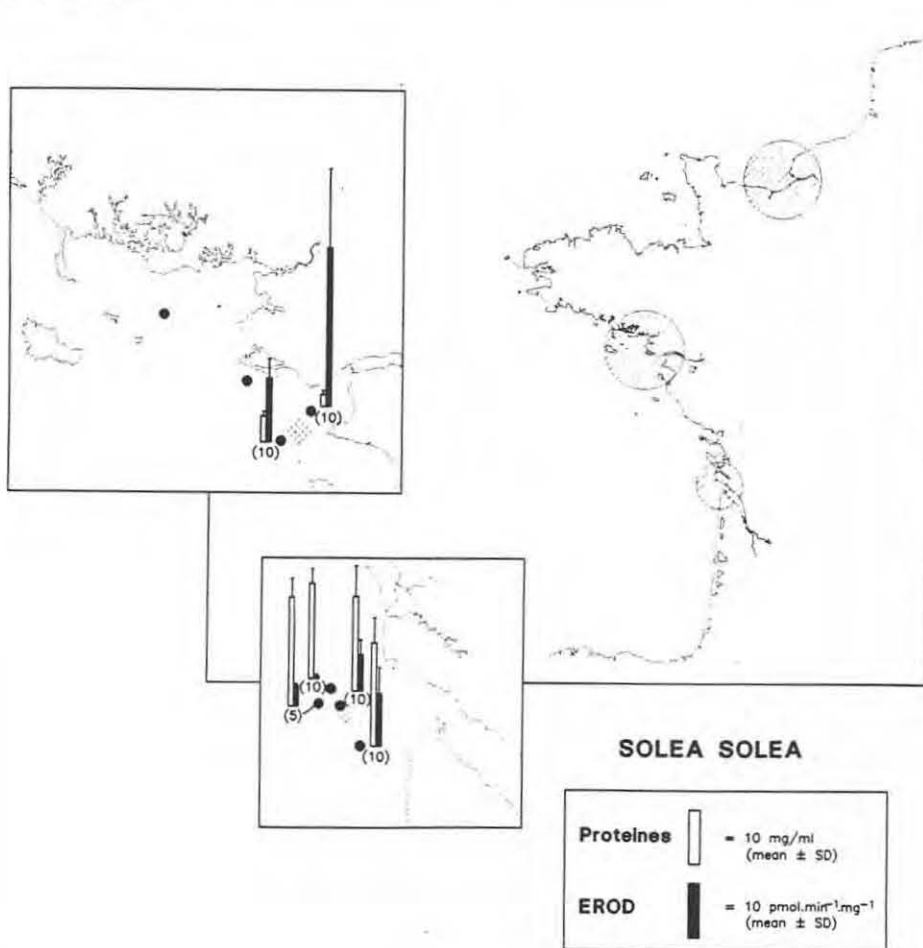 (10)
(10)
(10)
(10)
(5)
(10)
SOLEA SOLEA
Proteines = 10 mg/ml
(mean ± SD)
EROD = 10 pmol.min⁻¹.mg⁻¹
(mean ± SD)